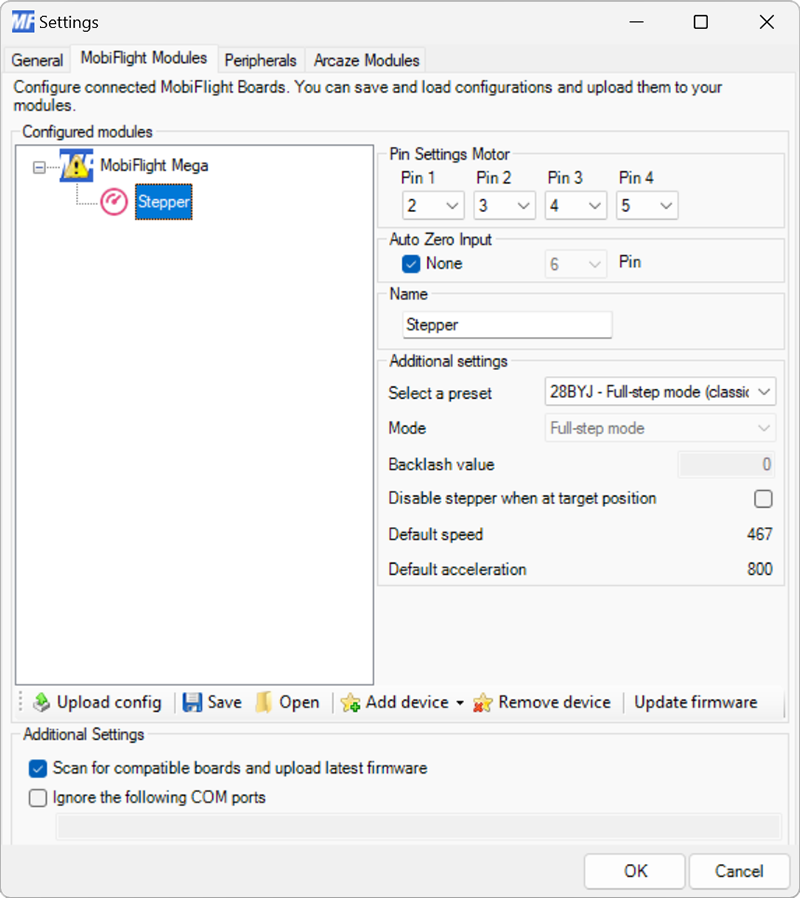 MF Settings
General MobiFlight Modules Peripherals Arcaze Modules
Configure connected MobiFlight Boards. You can save and load configurations and upload them to your
modules.
Configured modules
MobiFlight Mega
Stepper
Pin Settings Motor
Pin 1 Pin 2 Pin 3 Pin 4
2 3 4 5
Auto Zero Input
None 6 Pin
Name
Stepper
Additional settings
Select a preset 28BYJ - Full-step mode (classic
Mode Full-step mode
Backlash value 0
Disable stepper when at target position
Default speed 467
Default acceleration 800
Upload config Save Open Add device Remove device Update firmware
Additional Settings
Scan for compatible boards and upload latest firmware
Ignore the following COM ports
OK Cancel